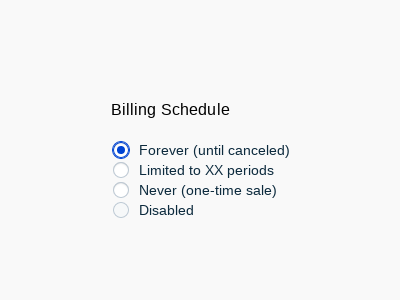 Billing Schedule
Forever (until canceled)
Limited to XX periods
Never (one-time sale)
Disabled